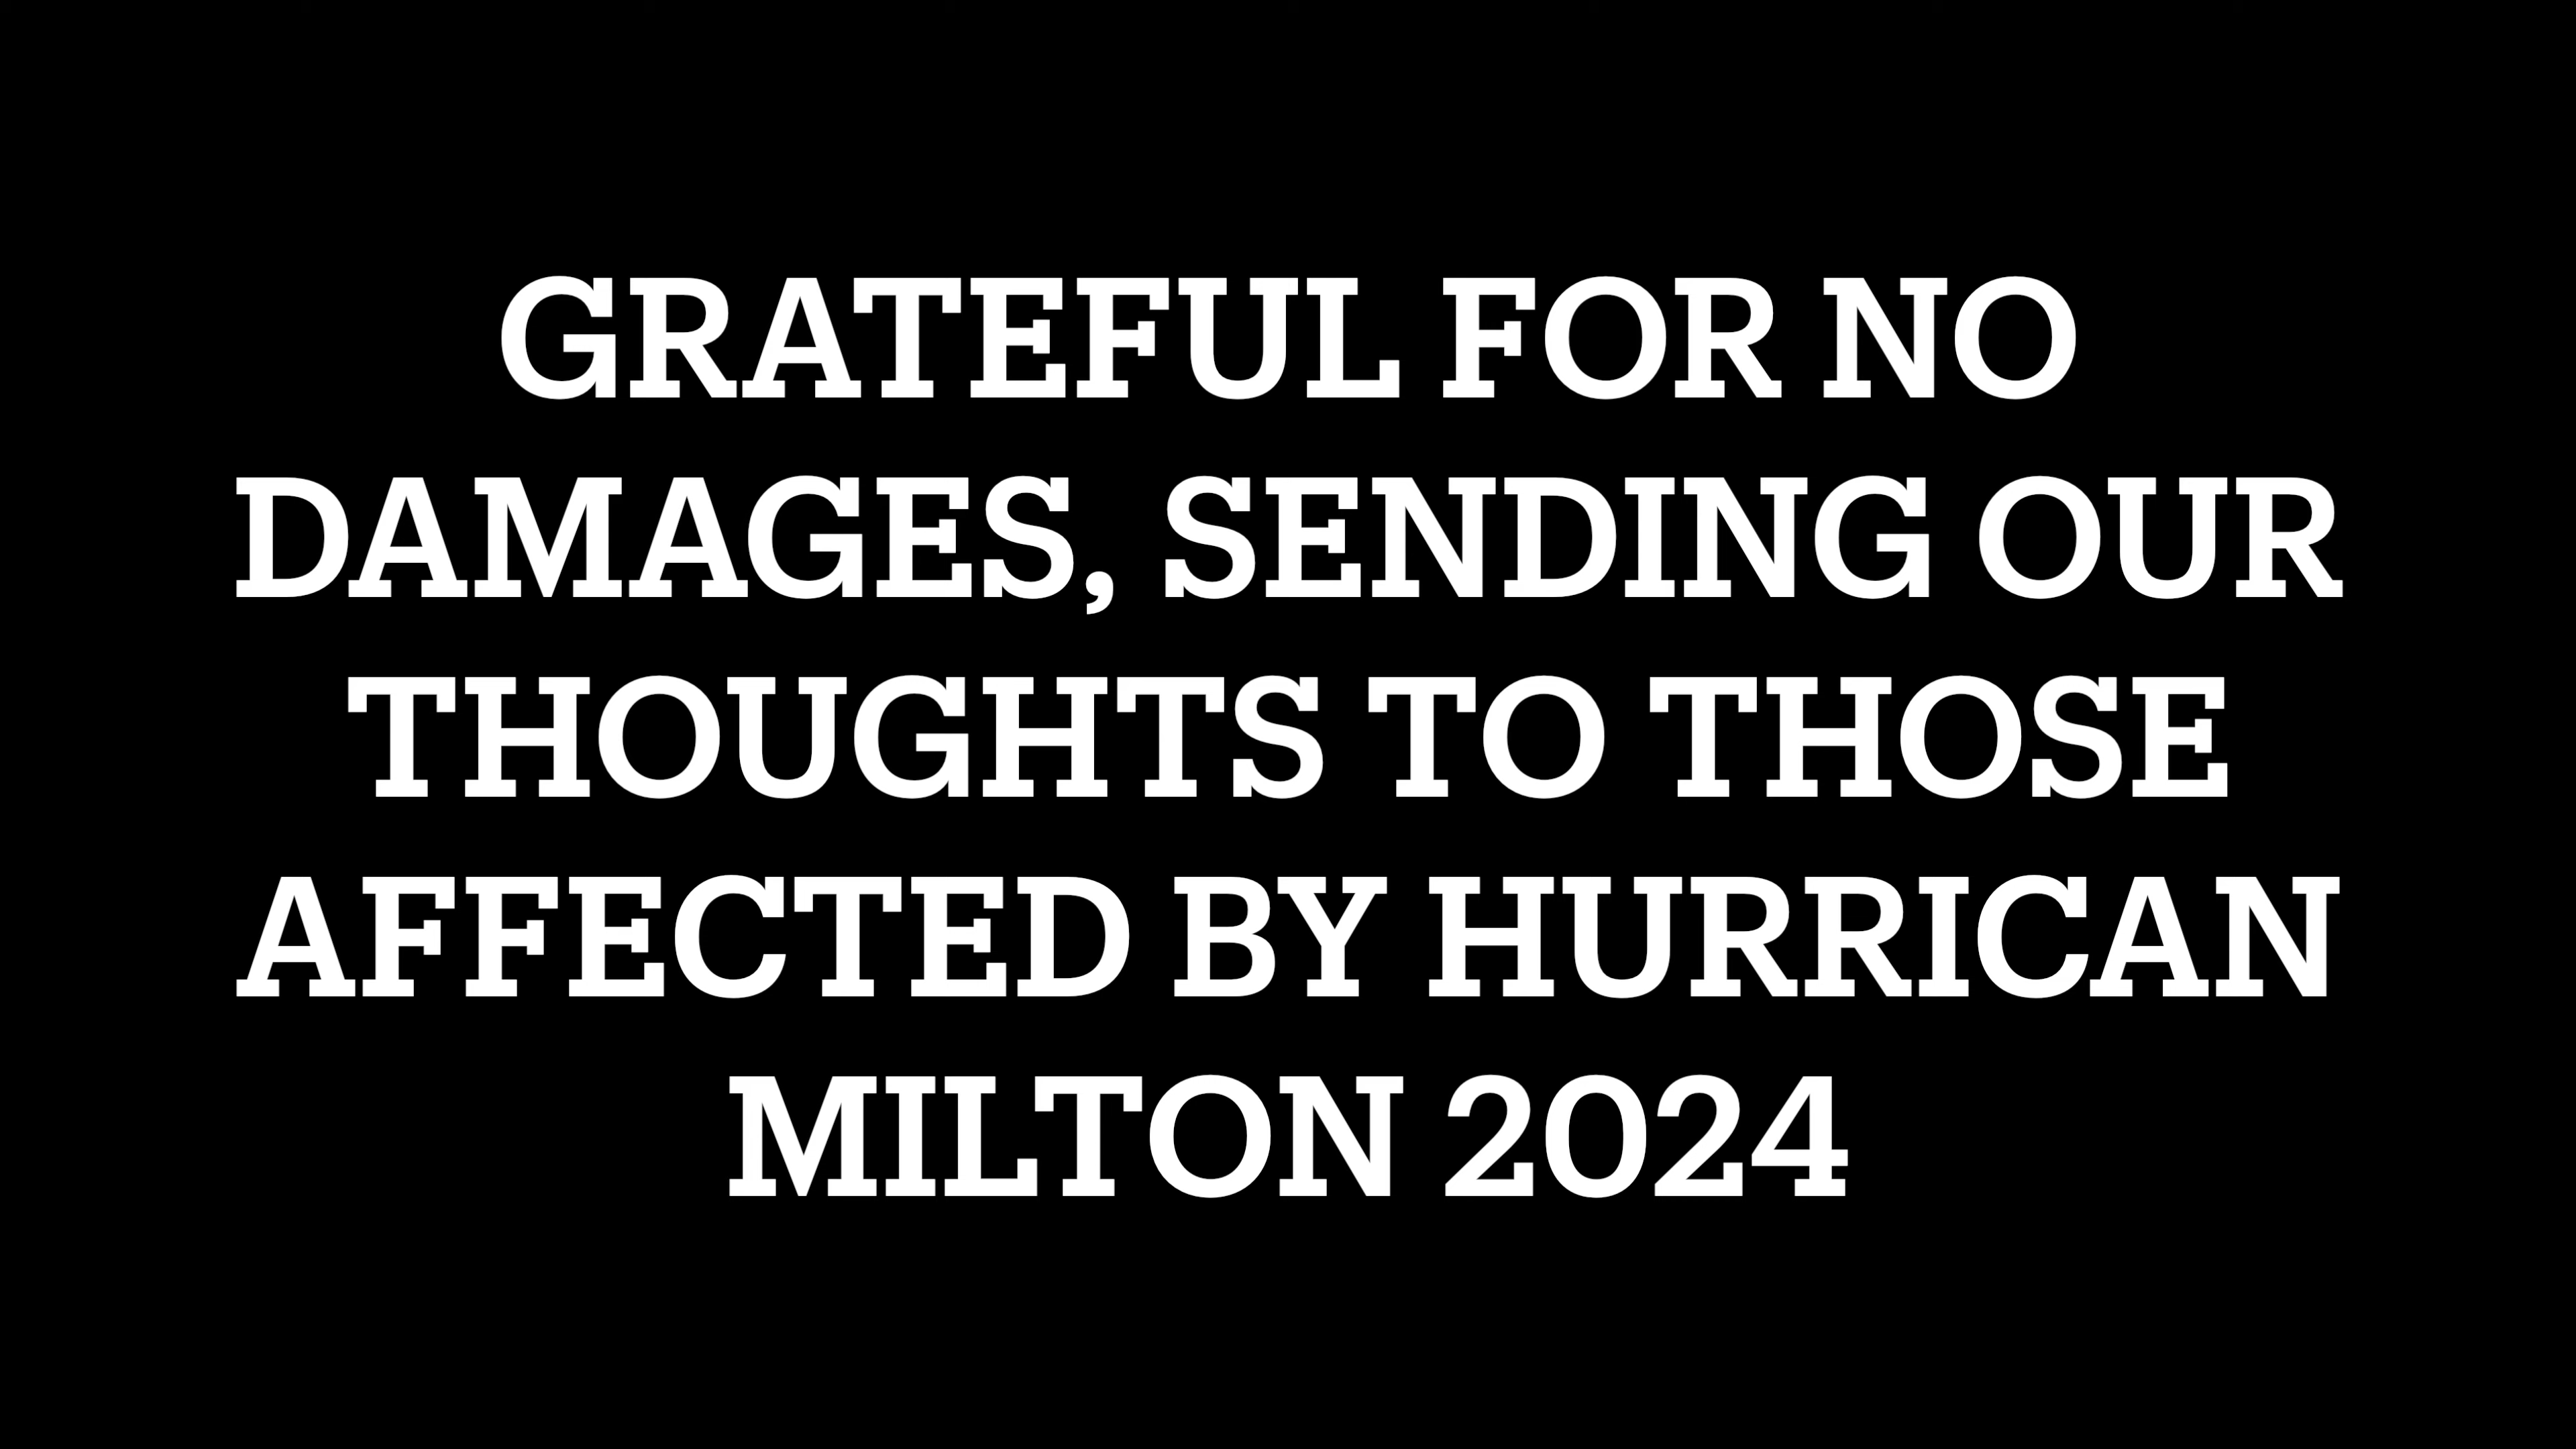 GRATEFUL FOR NO
DAMAGES, SENDING OUR
THOUGHTS TO THOSE
AFFECTED BY HURRICAN
MILTON 2024